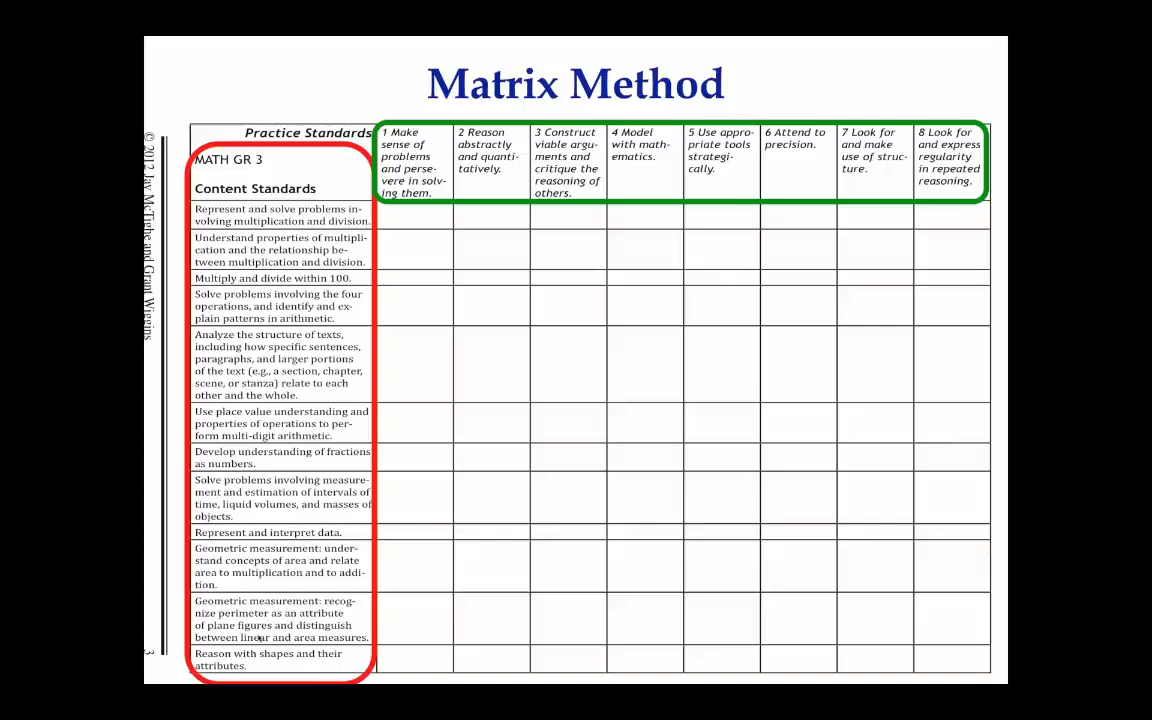 Matrix Method
© 2012 Jay McTighe and Grant Wiggins
3
Practice Standards
MATH GR 3
Content Standards
1 Make
sense of
problems
and perse-
vere in solv-
ing them.
2 Reason
abstractly
and quanti-
tatively.
3 Construct
viable argu-
ments and
critique the
reasoning of
others.
4 Model
with math-
ematics.
5 Use appro-
priate tools
strategi-
cally.
6 Attend to
precision.
7 Look for
and make
use of struc-
ture.
8 Look for
and express
regularity
in repeated
reasoning.
Represent and solve problems in-
volving multiplication and division.
Understand properties of multipli-
cation and the relationship be-
tween multiplication and division.
Multiply and divide within 100.
Solve problems involving the four
operations, and identify and ex-
plain patterns in arithmetic.
Analyze the structure of texts,
including how specific sentences,
paragraphs, and larger portions
of the text (e.g., a section, chapter,
scene, or stanza) relate to each
other and the whole.
Use place value understanding and
properties of operations to per-
form multi-digit arithmetic.
Develop understanding of fractions
as numbers.
Solve problems involving measure-
ment and estimation of intervals of
time, liquid volumes, and masses of
objects.
Represent and interpret data.
Geometric measurement: under-
stand concepts of area and relate
area to multiplication and to addi-
tion.
Geometric measurement: recog-
nize perimeter as an attribute
of plane figures and distinguish
between linear and area measures.
Reason with shapes and their
attributes.